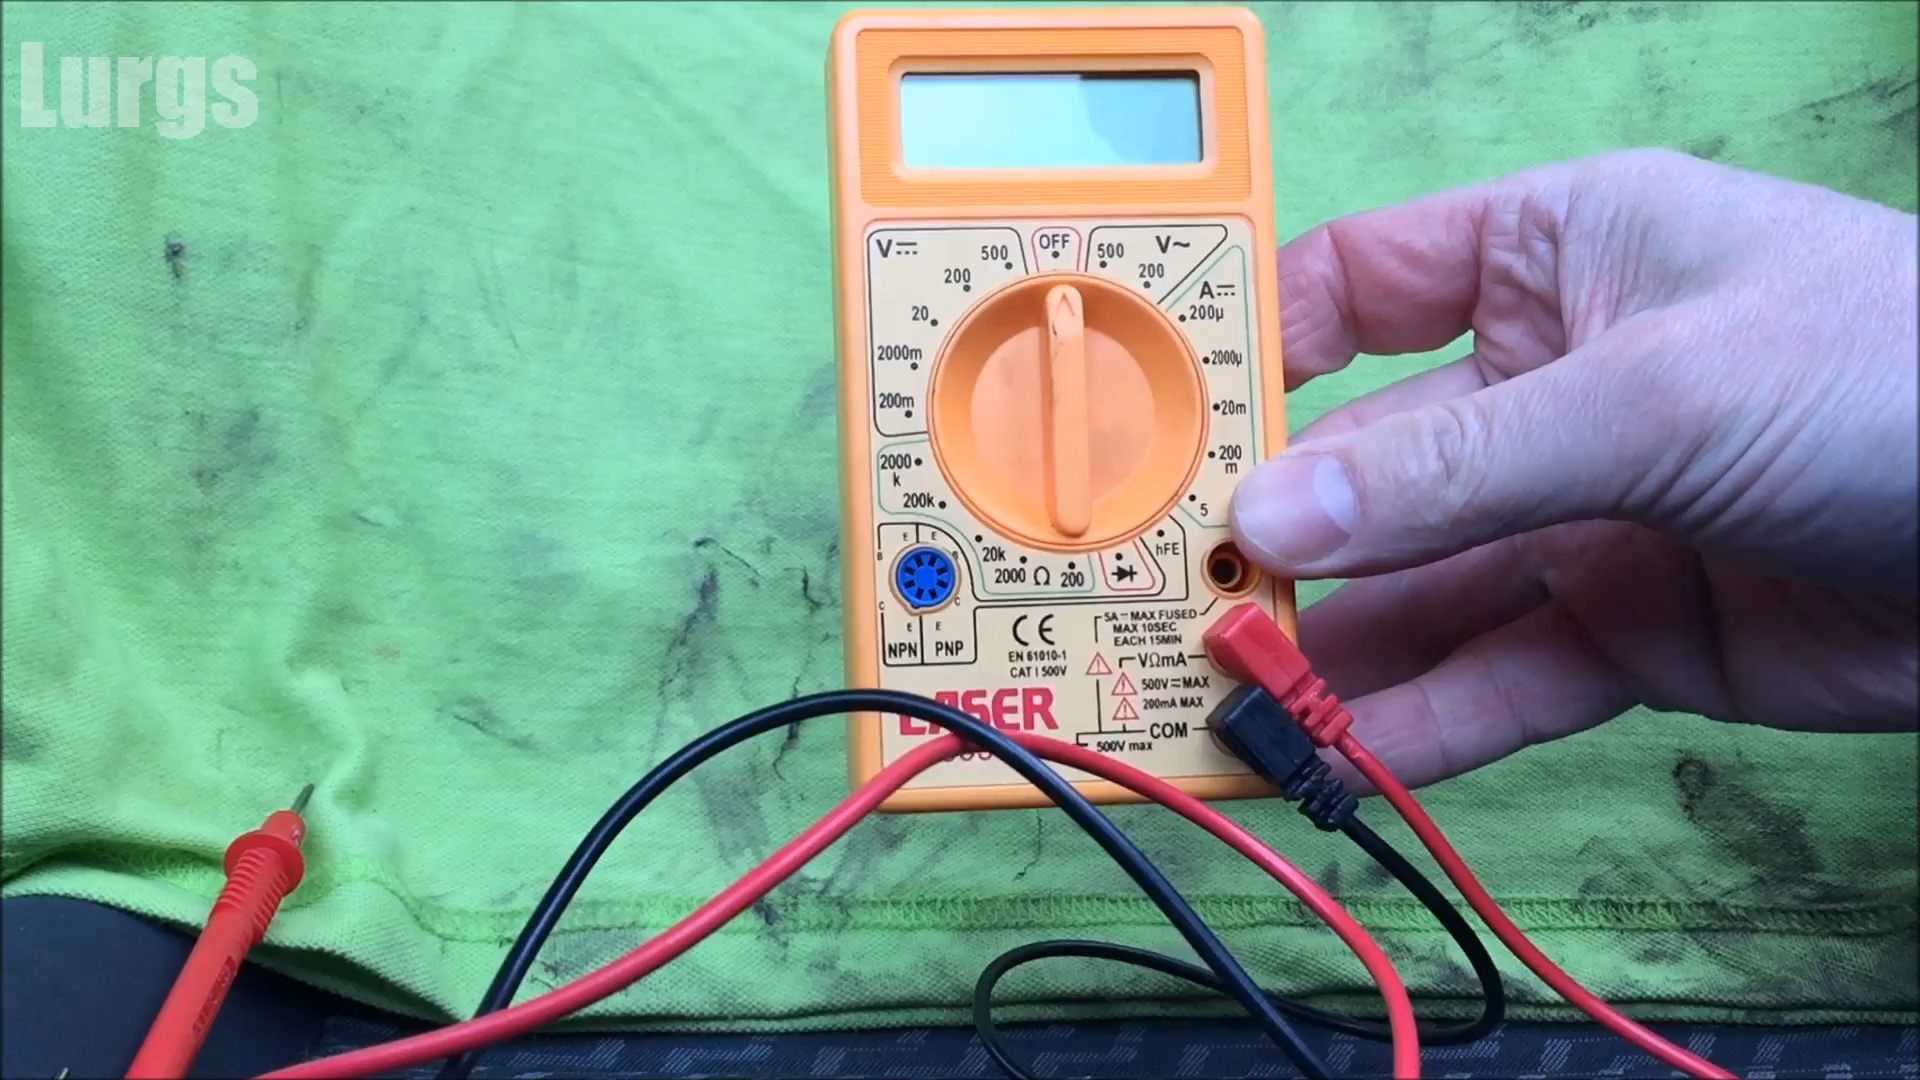 Lurgs
V⎓
500
OFF
500
V~
200
200
A⎓
20
200µ
2000m
2000µ
200m
20m
2000
k
200
m
200k
5
20k
hFE
2000 Ω 200
E E
B B
C C
E E
NPN PNP
CE
EN 61010-1
CAT I 500V
5A⎓MAX FUSED
MAX 10SEC
EACH 15MIN
VΩmA
500V⎓MAX
200mA MAX
COM
500V max
LASER